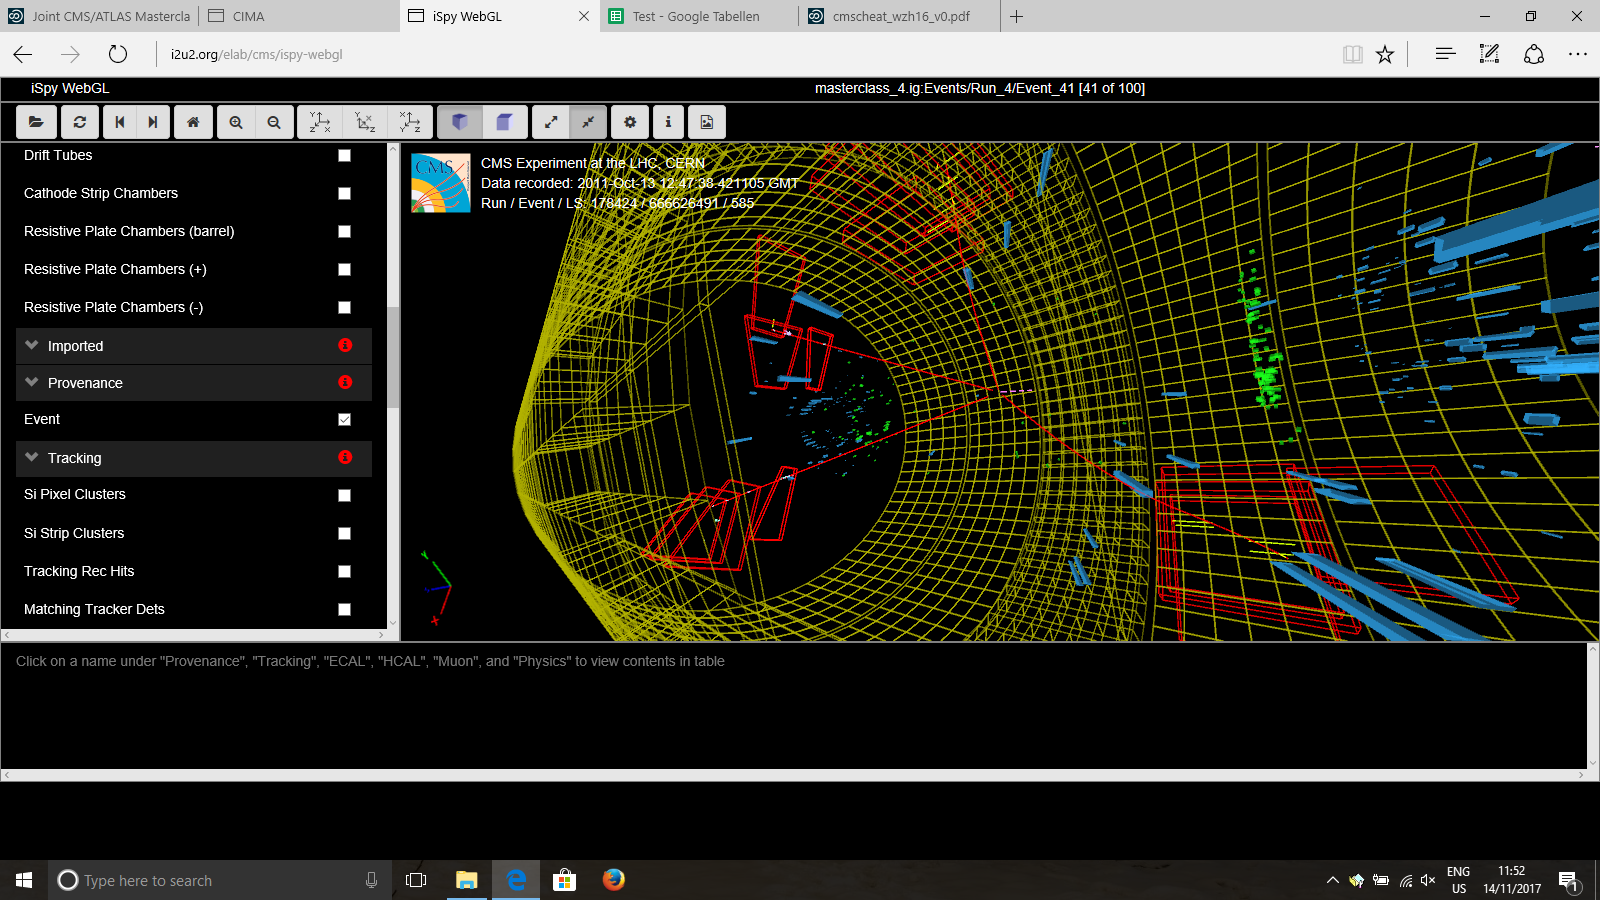 Joint CMS/ATLAS Mastercla
CIMA
iSpy WebGL
Test - Google Tabellen
cmscheat_wzh16_v0.pdf
i2u2.org/elab/cms/ispy-webgl
iSpy WebGL
masterclass_4.ig:Events/Run_4/Event_41 [41 of 100]
Drift Tubes
Cathode Strip Chambers
Resistive Plate Chambers (barrel)
Resistive Plate Chambers (+)
Resistive Plate Chambers (-)
Imported
Provenance
Event
Tracking
Si Pixel Clusters
Si Strip Clusters
Tracking Rec Hits
Matching Tracker Dets
CMS
CMS Experiment at the LHC, CERN
Data recorded: 2011-Oct-13 12:47:38.421105 GMT
Run / Event / LS: 178424 / 666626491 / 585
Click on a name under "Provenance", "Tracking", "ECAL", "HCAL", "Muon", and "Physics" to view contents in table
Type here to search
ENG
US
11:52
14/11/2017
1